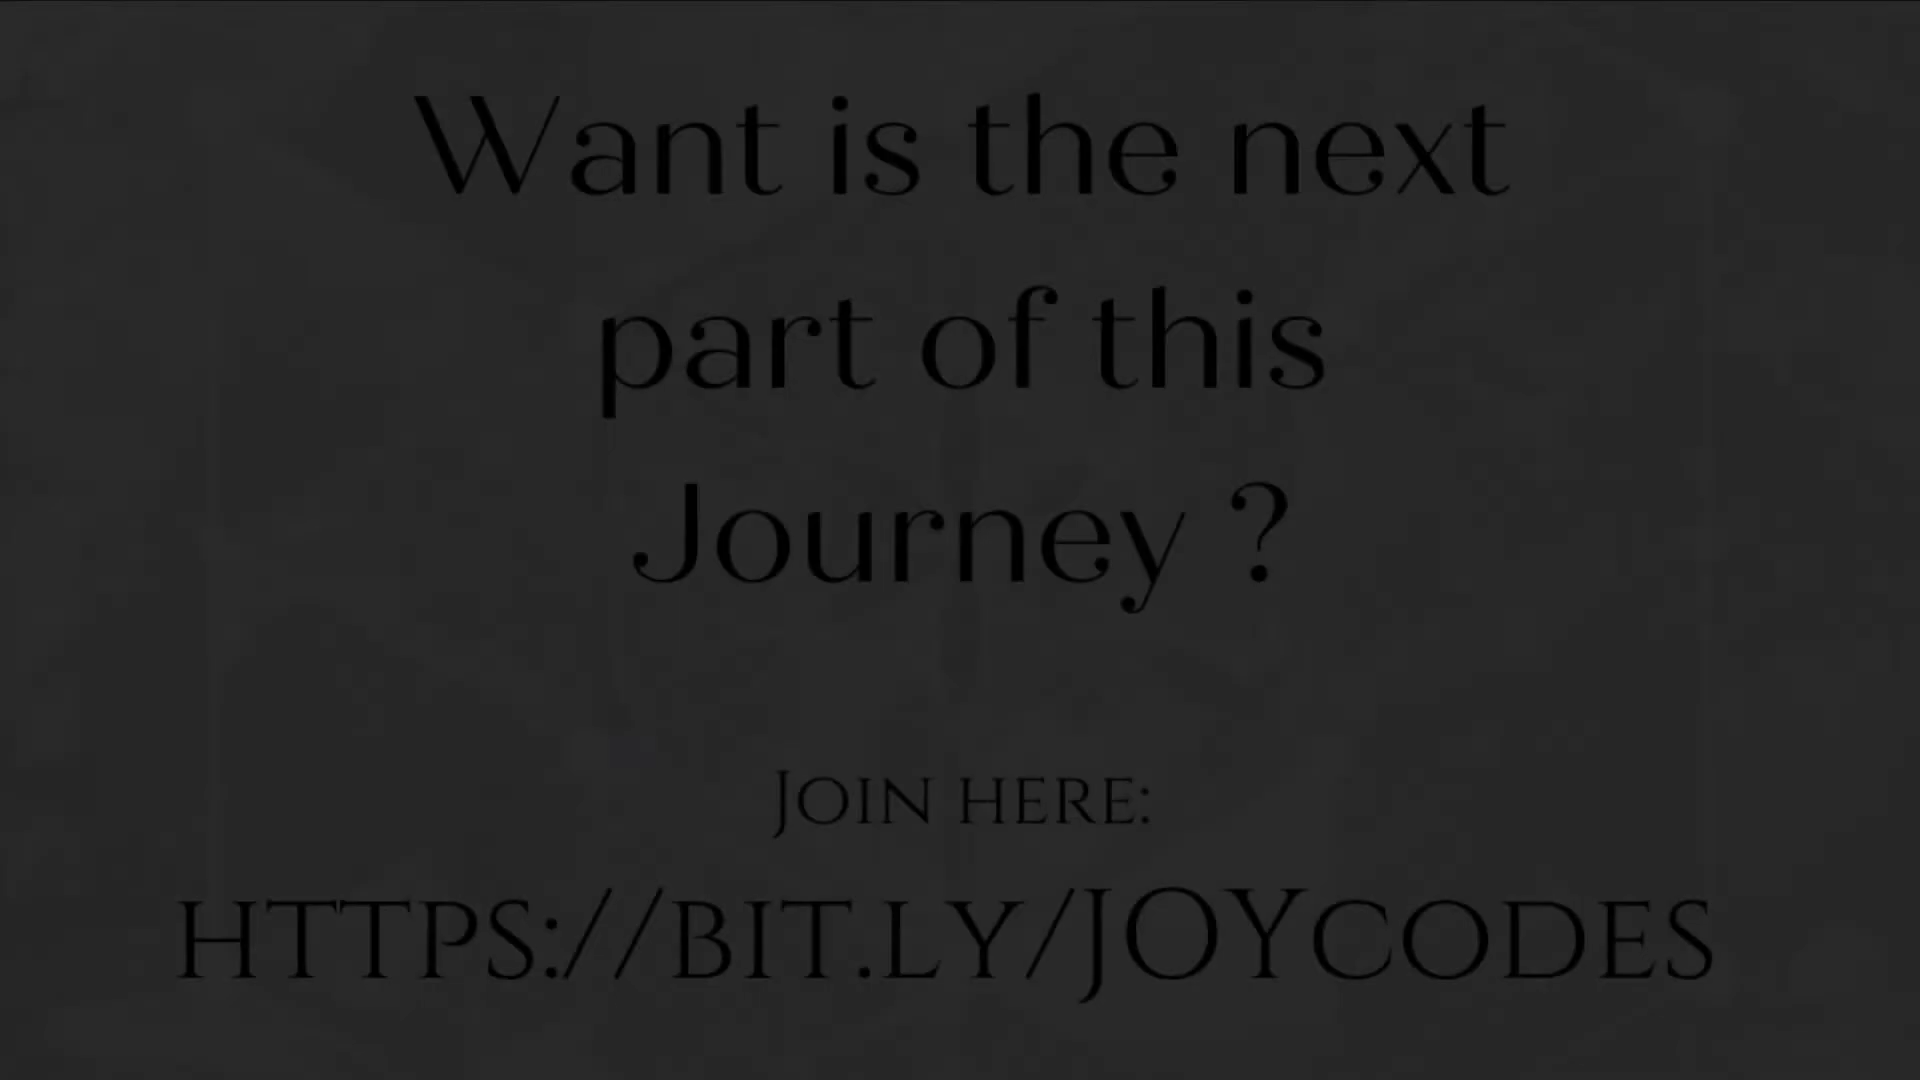 Want is the next
part of this
Journey ?
Join here:
https://bit.ly/JOYcodes